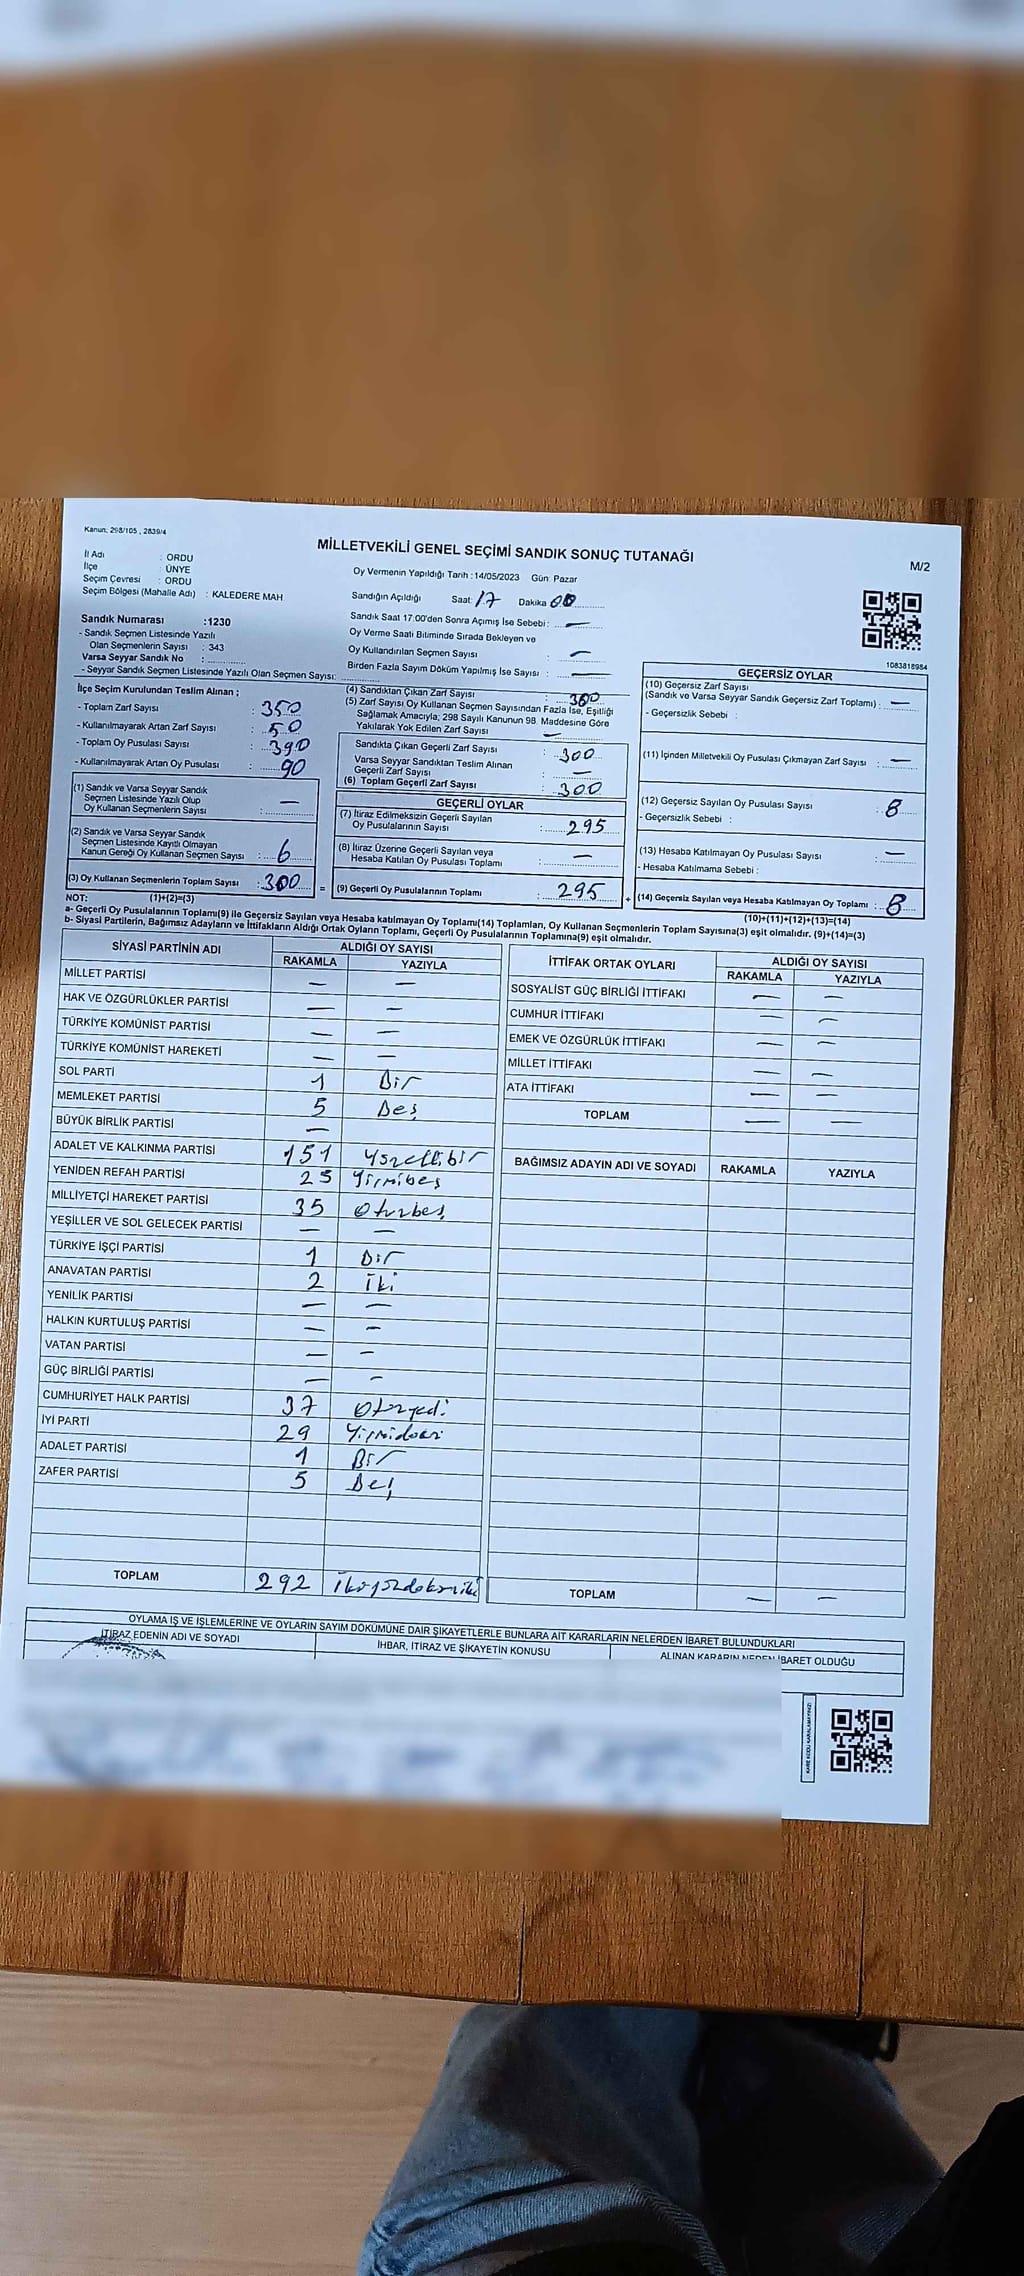 Kanun, 298/105 , 2839/4
MİLLETVEKİLİ GENEL SEÇİMİ SANDIK SONUÇ TUTANAĞI
M/2
İl Adı : ORDU
İlçe : ÜNYE
Seçim Çevresi : ORDU
Seçim Bölgesi (Mahalle Adı) : KALEDERE MAH
Oy Vermenin Yapıldığı Tarih : 14/05/2023 Gün: Pazar
Sandığın Açıldığı Saat: 17 Dakika 00
Sandık Saat 17.00'den Sonra Açımış İse Sebebi : —
Oy Verme Saati Bitiminde Sırada Bekleyen ve
Oy Kullandırılan Seçmen Sayısı : —
Birden Fazla Sayım Döküm Yapılmış İse Sayısı : —
Sandık Numarası :1230
- Sandık Seçmen Listesinde Yazılı
Olan Seçmenlerin Sayısı : 343
Varsa Seyyar Sandık No :
- Seyyar Sandık Seçmen Listesinde Yazılı Olan Seçmen Sayısı:
1083818984
İlçe Seçim Kurulundan Teslim Alınan ;
- Toplam Zarf Sayısı : 350
- Kullanılmayarak Artan Zarf Sayısı : 50
- Toplam Oy Pusulası Sayısı : 390
- Kullanılmayarak Artan Oy Pusulası : 90
(1) Sandık ve Varsa Seyyar Sandık
Seçmen Listesinde Yazılı Olup
Oy Kullanan Seçmenlerin Sayısı : —
(2) Sandık ve Varsa Seyyar Sandık
Seçmen Listesinde Kayıtlı Olmayan
Kanun Gereği Oy Kullanan Seçmen Sayısı : 6
(3) Oy Kullanan Seçmenlerin Toplam Sayısı : 300 =
(1)+(2)=(3)
(4) Sandıktan Çıkan Zarf Sayısı : 300
(5) Zarf Sayısı Oy Kullanan Seçmen Sayısından Fazla İse, Eşitliği
Sağlamak Amacıyla, 298 Sayılı Kanunun 98. Maddesine Göre
Yakılarak Yok Edilen Zarf Sayısı : —
Sandıkta Çıkan Geçerli Zarf Sayısı : 300
Varsa Seyyar Sandıktan Teslim Alınan
Geçerli Zarf Sayısı : —
(6) Toplam Geçerli Zarf Sayısı : 300
GEÇERLİ OYLAR
(7) İtiraz Edilmeksizin Geçerli Sayılan
Oy Pusulalarının Sayısı : 295
(8) İtiraz Üzerine Geçerli Sayılan veya
Hesaba Katılan Oy Pusulası Toplamı : —
(9) Geçerli Oy Pusulalarının Toplamı : 295 +
GEÇERSİZ OYLAR
(10) Geçersiz Zarf Sayısı
(Sandık ve Varsa Seyyar Sandık Geçersiz Zarf Toplamı) : —
- Geçersizlik Sebebi :
(11) İçinden Milletvekili Oy Pusulası Çıkmayan Zarf Sayısı : —
(12) Geçersiz Sayılan Oy Pusulası Sayısı : 8
- Geçersizlik Sebebi :
(13) Hesaba Katılmayan Oy Pusulası Sayısı : —
- Hesaba Katılmama Sebebi :
(14) Geçersiz Sayılan veya Hesaba Katılmayan Oy Toplamı : 8
(10)+(11)+(12)+(13)=(14)
NOT:
a- Geçerli Oy Pusulalarının Toplamı(9) ile Geçersiz Sayılan veya Hesaba katılmayan Oy Toplamı(14) Toplamları, Oy Kullanan Seçmenlerin Toplam Sayısına(3) eşit olmalıdır. (9)+(14)=(3)
b- Siyasi Partilerin, Bağımsız Adayların ve İttifakların Aldığı Ortak Oyların Toplamı, Geçerli Oy Pusulalarının Toplamına(9) eşit olmalıdır.
SİYASİ PARTİNİN ADI ALDIĞI OY SAYISI
RAKAMLA YAZIYLA
MİLLET PARTİSİ — —
HAK VE ÖZGÜRLÜKLER PARTİSİ — —
TÜRKİYE KOMÜNİST PARTİSİ — —
TÜRKİYE KOMÜNİST HAREKETİ — —
SOL PARTİ 1 Bir
MEMLEKET PARTİSİ 5 Beş
BÜYÜK BİRLİK PARTİSİ —
ADALET VE KALKINMA PARTİSİ 151 Yüzellibir
YENİDEN REFAH PARTİSİ 25 Yirmibeş
MİLLİYETÇİ HAREKET PARTİSİ 35 Otuzbeş
YEŞİLLER VE SOL GELECEK PARTİSİ — —
TÜRKİYE İŞÇİ PARTİSİ 1 Bir
ANAVATAN PARTİSİ 2 İki
YENİLİK PARTİSİ — —
HALKIN KURTULUŞ PARTİSİ — —
VATAN PARTİSİ — —
GÜÇ BİRLİĞİ PARTİSİ — —
CUMHURİYET HALK PARTİSİ 37 Otuzyedi
İYİ PARTİ 29 Yirmidokuz
ADALET PARTİSİ 1 Bir
ZAFER PARTİSİ 5 Beş
TOPLAM 292 İkiyüzdoksaniki
İTTİFAK ORTAK OYLARI ALDIĞI OY SAYISI
RAKAMLA YAZIYLA
SOSYALİST GÜÇ BİRLİĞİ İTTİFAKI — —
CUMHUR İTTİFAKI — —
EMEK VE ÖZGÜRLÜK İTTİFAKI — —
MİLLET İTTİFAKI — —
ATA İTTİFAKI — —
TOPLAM — —
BAĞIMSIZ ADAYIN ADI VE SOYADI RAKAMLA YAZIYLA
TOPLAM — —
OYLAMA İŞ VE İŞLEMLERİNE VE OYLARIN SAYIM DÖKÜMÜNE DAİR ŞİKAYETLERLE BUNLARA AİT KARARLARIN NELERDEN İBARET BULUNDUKLARI
İTİRAZ EDENİN ADI VE SOYADI İHBAR, İTİRAZ VE ŞİKAYETİN KONUSU ALINAN KARARIN NEDEN İBARET OLDUĞU
KARE KODU KARALAMAYINIZ!